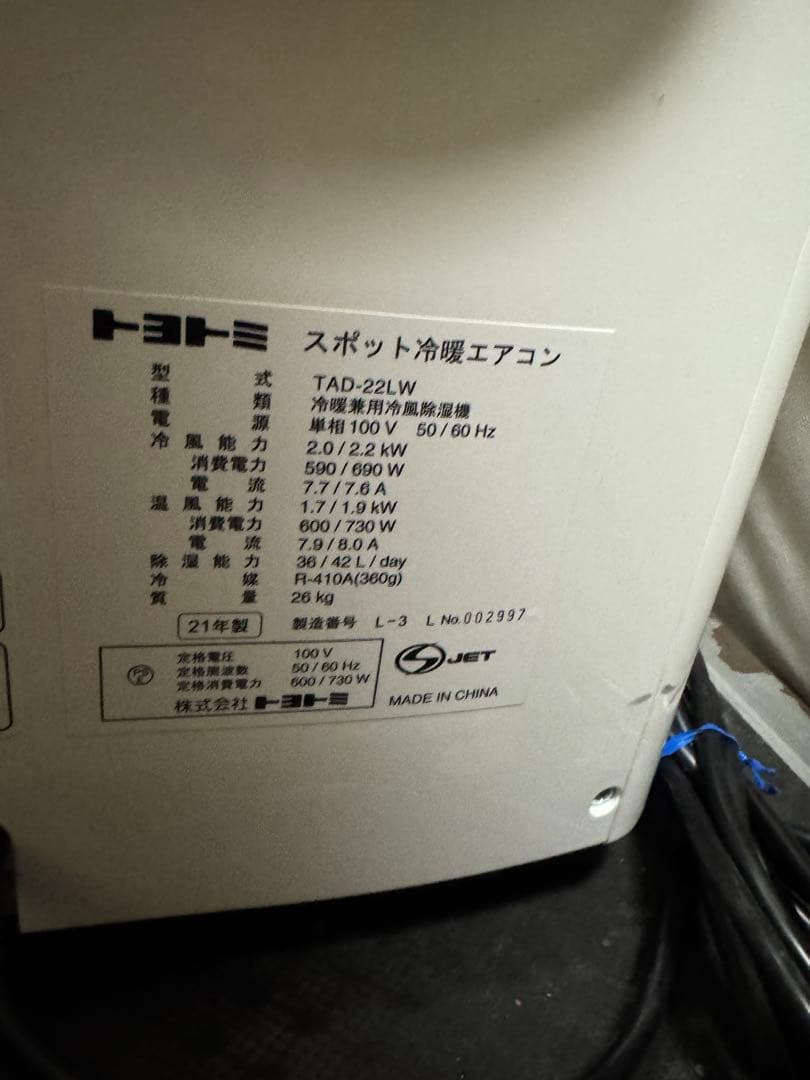 トヨトミ スポット冷暖エアコン
型式 TAD-22LW
種類 冷暖兼用冷風除湿機
電源 単相100V 50/60Hz
冷風能力 2.0/2.2kW
消費電力 590/690W
電流 7.7/7.6A
温風能力 1.7/1.9kW
消費電力 600/730W
電流 7.9/8.0A
除湿能力 36/42L/day
冷媒 R-410A(360g)
質量 26kg
21年製 製造番号 L-3 L No.002997
PSE
定格電圧 100V
定格周波数 50/60Hz
定格消費電力 600/730W
株式会社トヨトミ
S JET
MADE IN CHINA